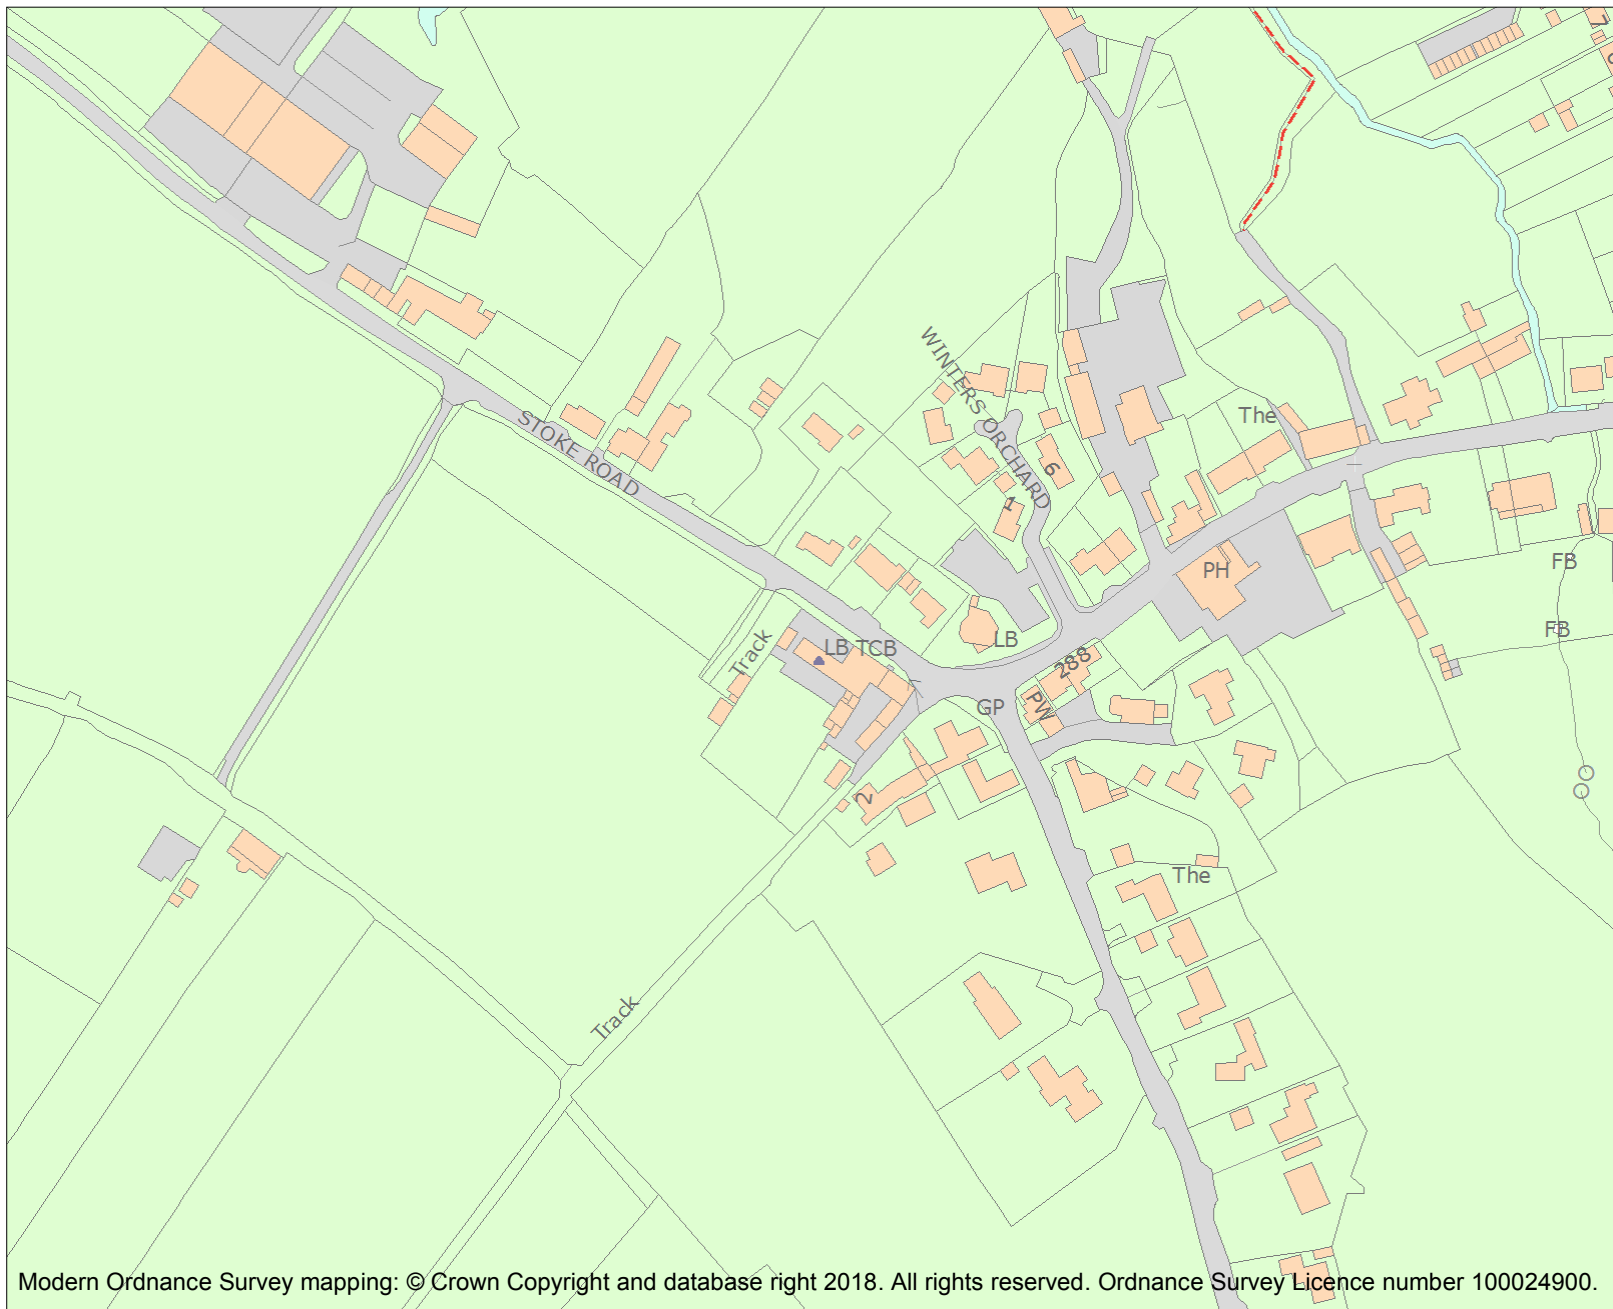 WINTERS ORCHARD
The
STOKE ROAD
6
1
PH
FB
FB
Track
LB TCB
LB
288
PW
GP
2
The
Track
Modern Ordnance Survey mapping: © Crown Copyright and database right 2018. All rights reserved. Ordnance Survey Licence number 100024900.